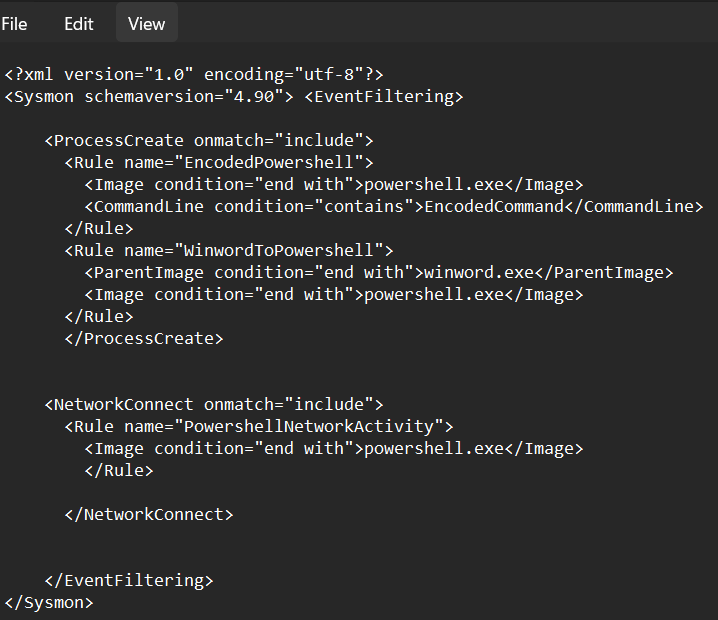 File Edit View
<?xml version="1.0" encoding="utf-8"?>
<Sysmon schemaversion="4.90"> <EventFiltering>
<ProcessCreate onmatch="include">
<Rule name="EncodedPowershell">
<Image condition="end with">powershell.exe</Image>
<CommandLine condition="contains">EncodedCommand</CommandLine>
</Rule>
<Rule name="WinwordToPowershell">
<ParentImage condition="end with">winword.exe</ParentImage>
<Image condition="end with">powershell.exe</Image>
</Rule>
</ProcessCreate>
<NetworkConnect onmatch="include">
<Rule name="PowershellNetworkActivity">
<Image condition="end with">powershell.exe</Image>
</Rule>
</NetworkConnect>
</EventFiltering>
</Sysmon>